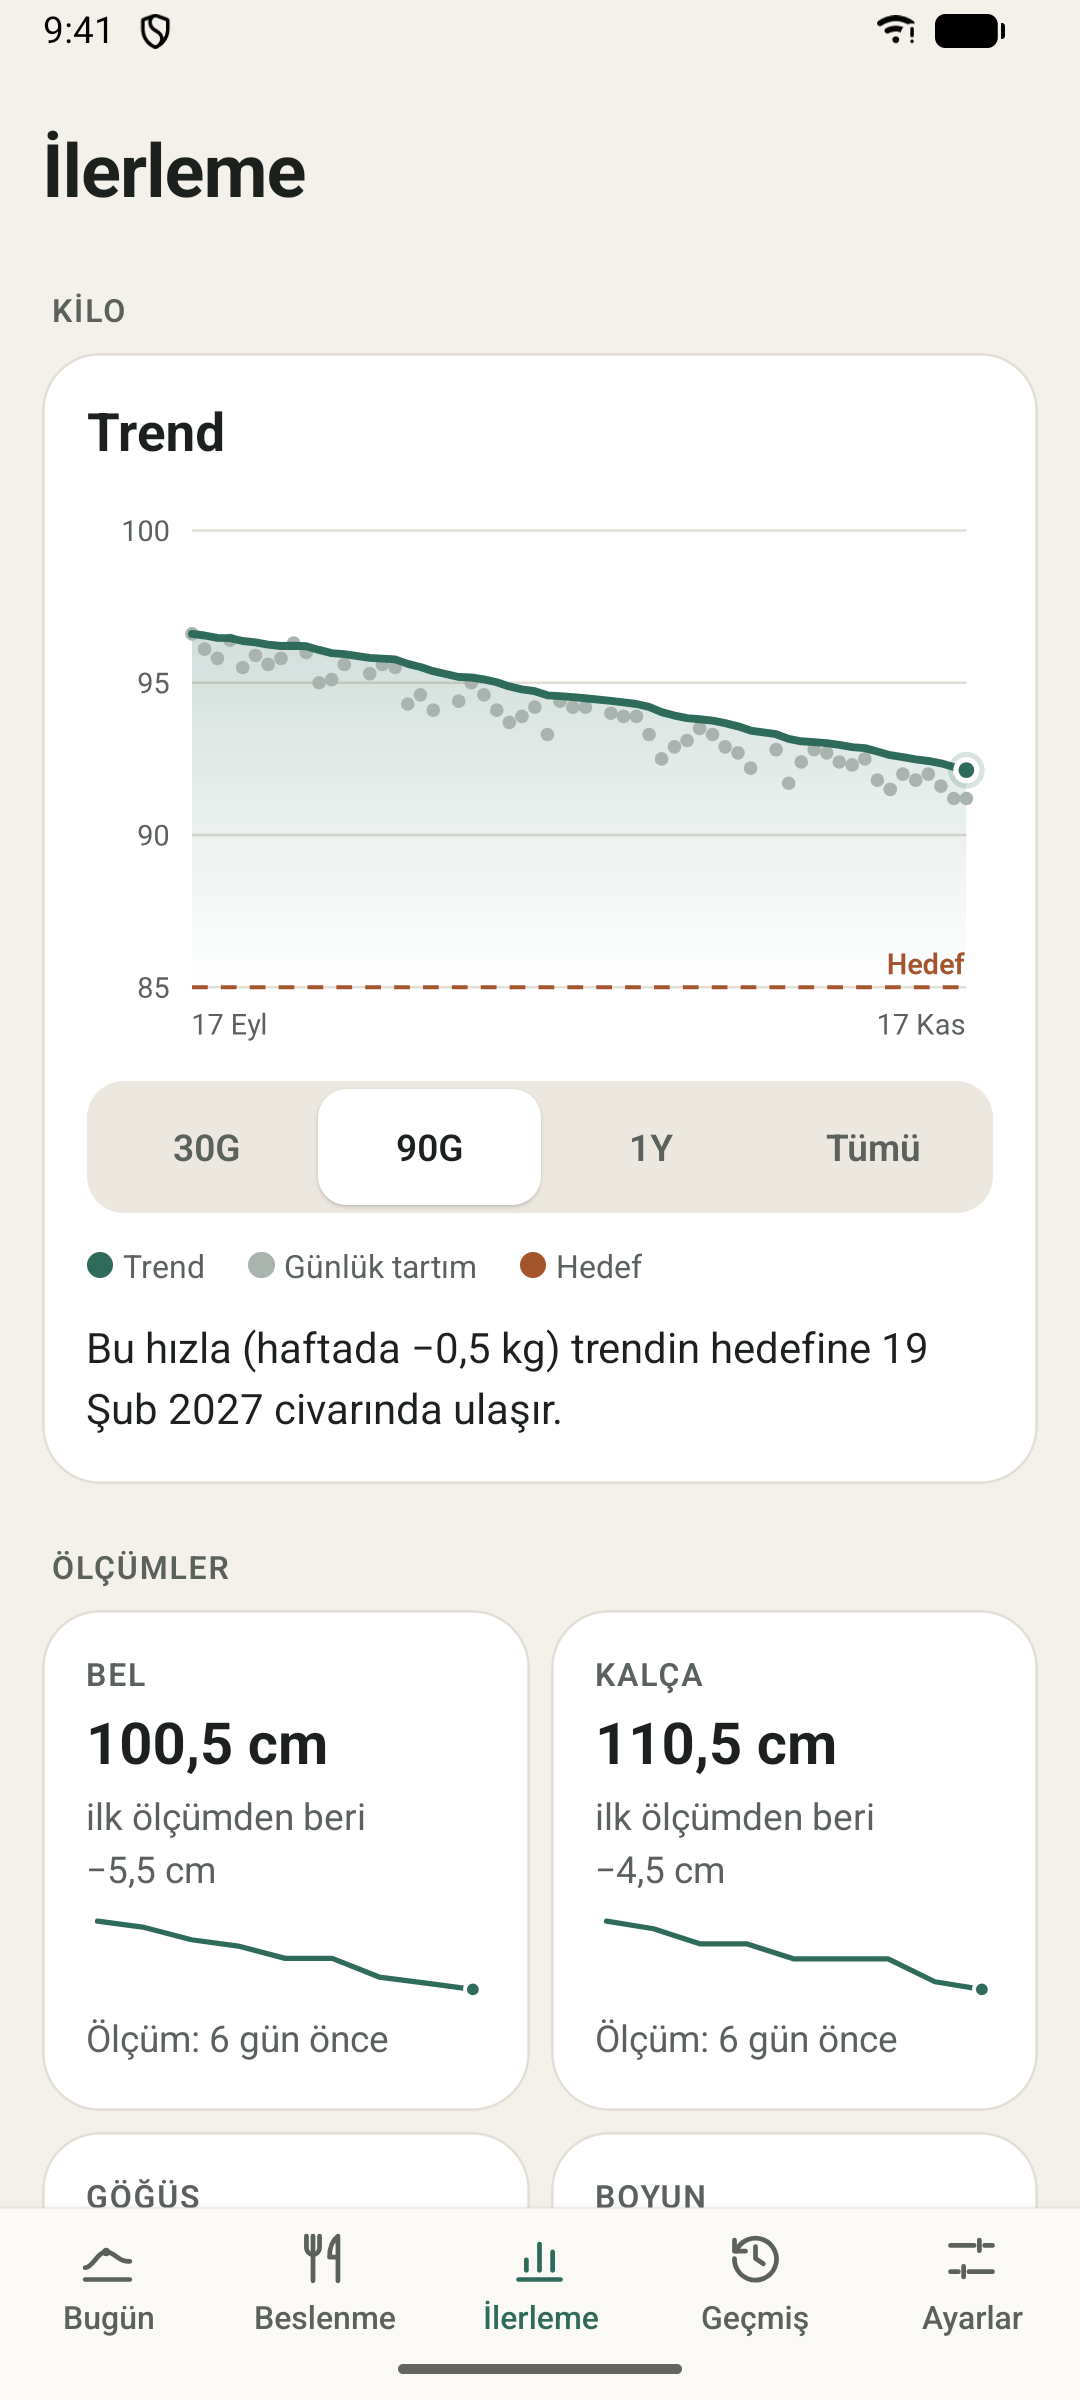 9:41
İlerleme
KİLO
Trend
100
95
90
85
Hedef
17 Eyl
17 Kas
30G
90G
1Y
Tümü
Trend
Günlük tartım
Hedef
Bu hızla (haftada −0,5 kg) trendin hedefine 19
Şub 2027 civarında ulaşır.
ÖLÇÜMLER
BEL
100,5 cm
ilk ölçümden beri
−5,5 cm
Ölçüm: 6 gün önce
KALÇA
110,5 cm
ilk ölçümden beri
−4,5 cm
Ölçüm: 6 gün önce
GÖĞÜS
BOYUN
Bugün
Beslenme
İlerleme
Geçmiş
Ayarlar